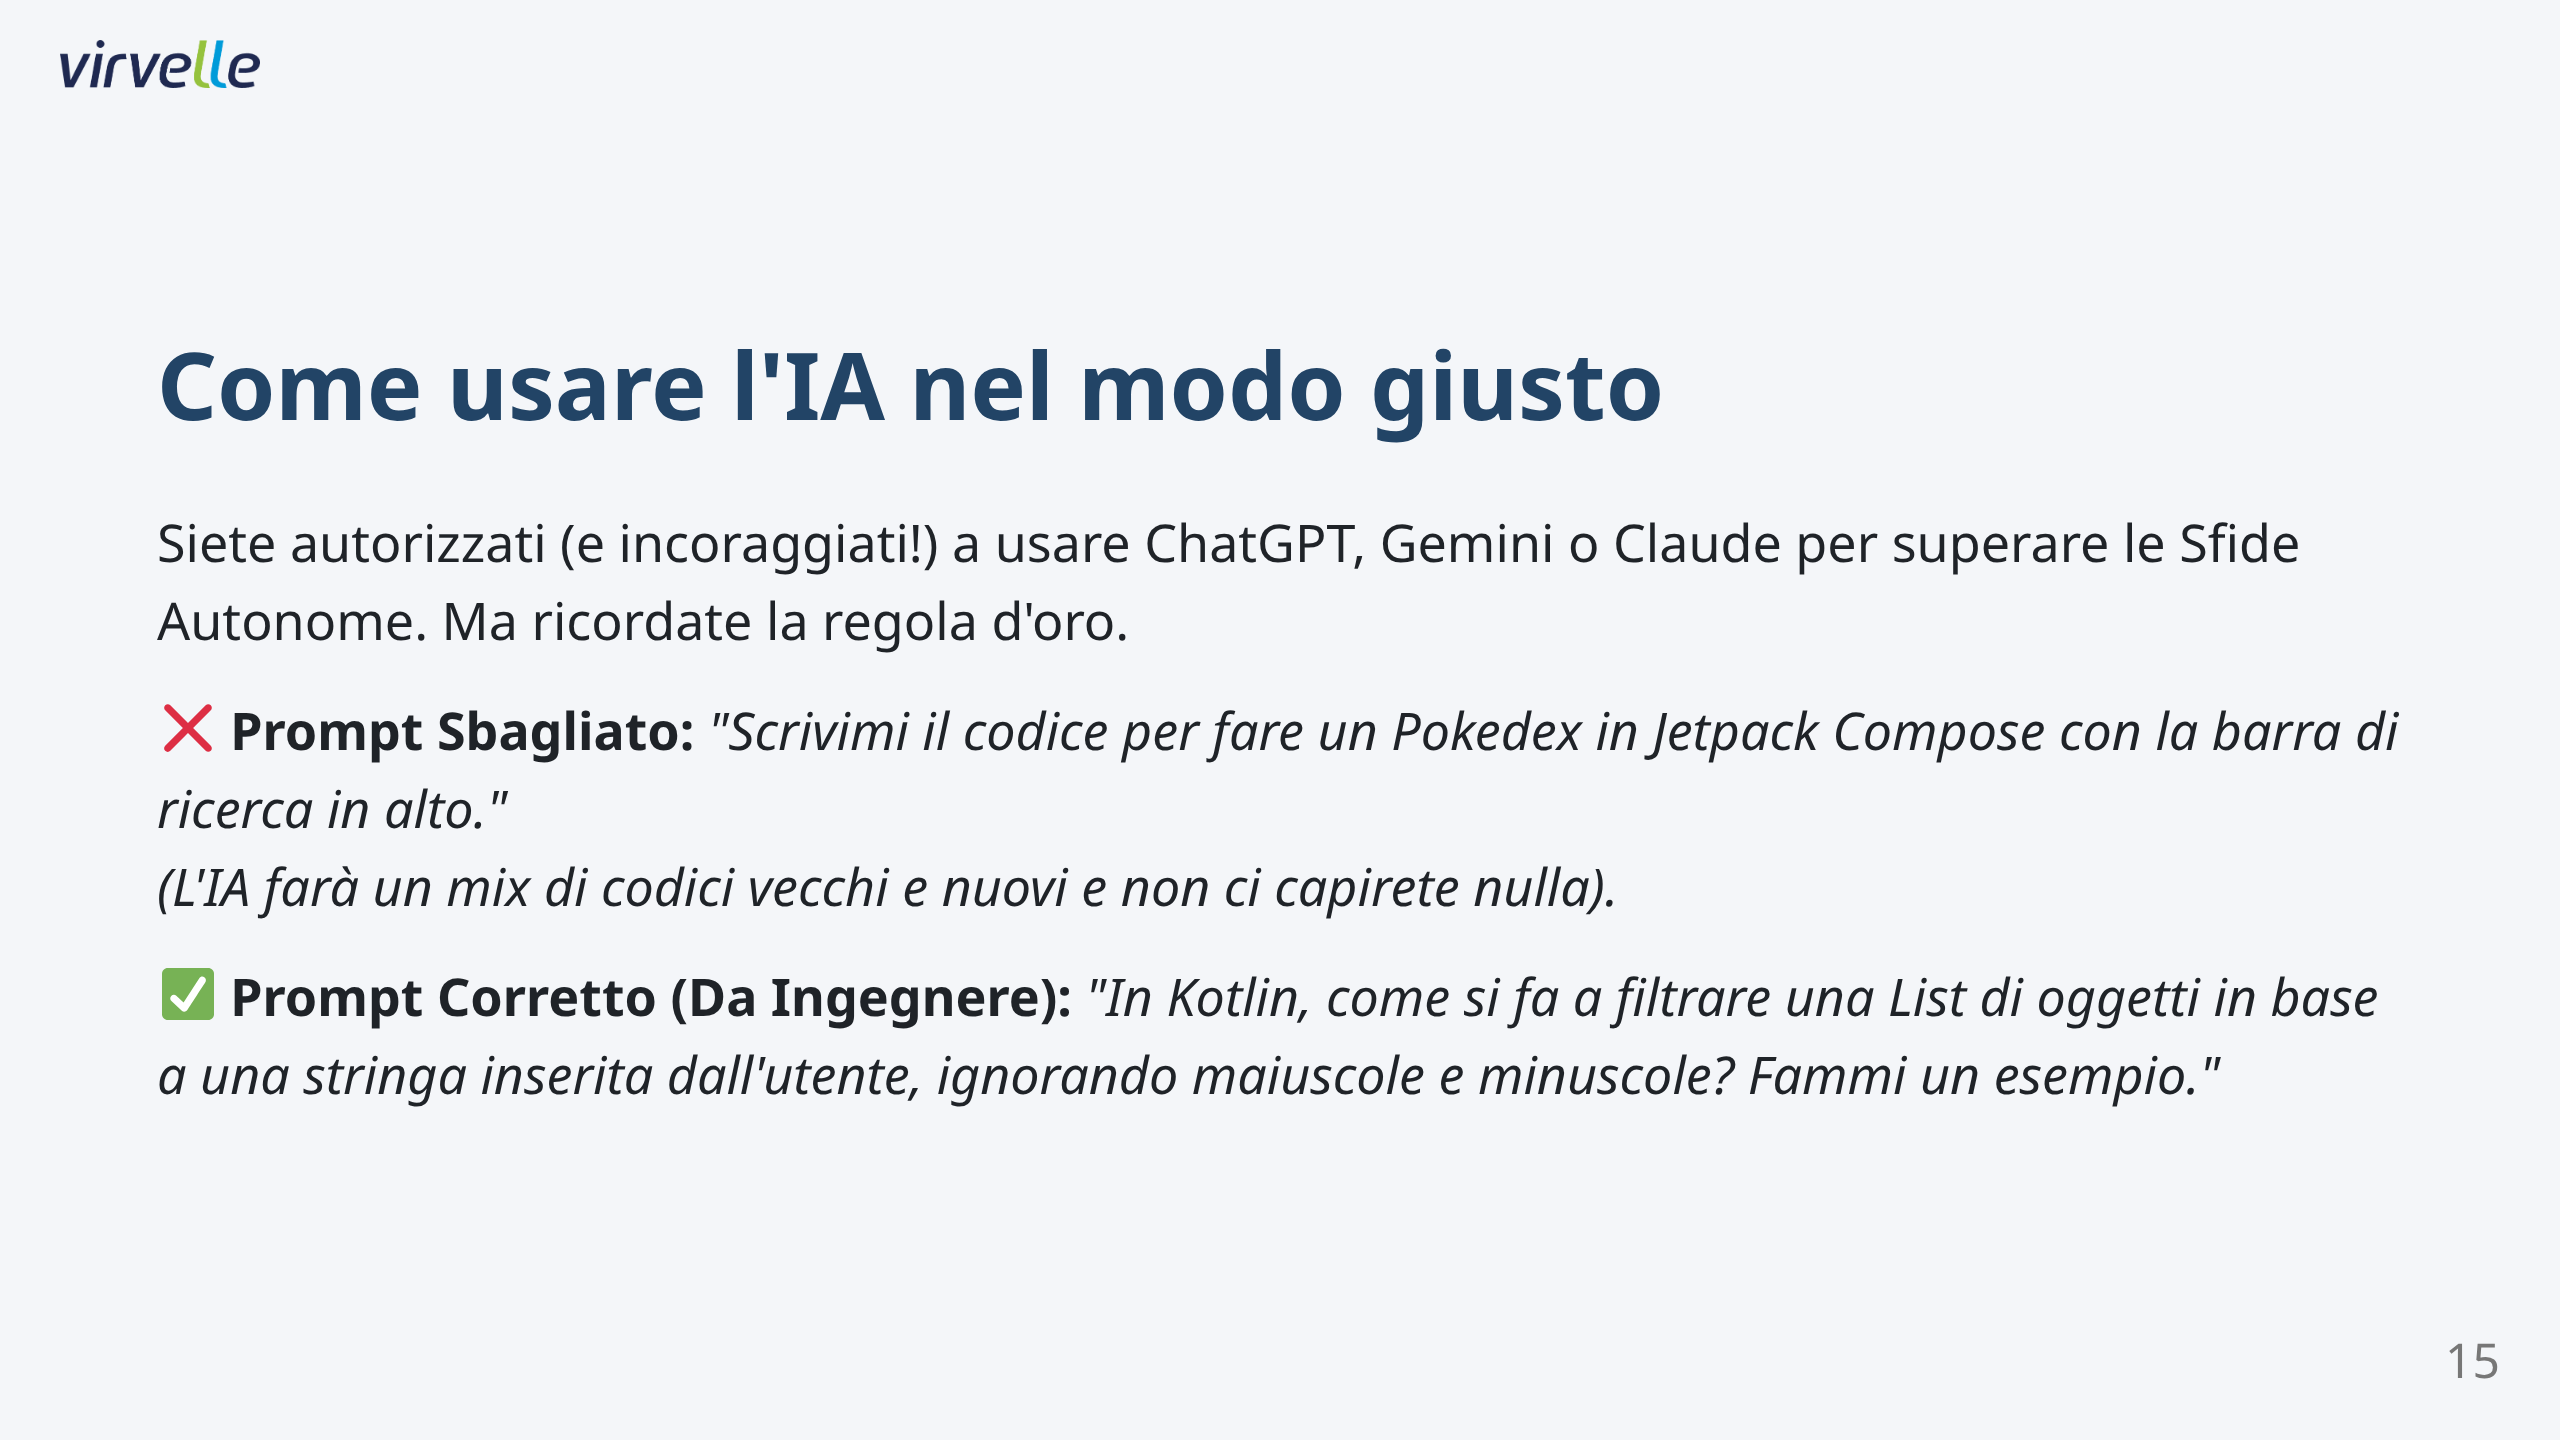 virvelle
Come usare l'IA nel modo giusto
Siete autorizzati (e incoraggiati!) a usare ChatGPT, Gemini o Claude per superare le Sfide
Autonome. Ma ricordate la regola d'oro.
❌ Prompt Sbagliato: "Scrivimi il codice per fare un Pokedex in Jetpack Compose con la barra di
ricerca in alto."
(L'IA farà un mix di codici vecchi e nuovi e non ci capirete nulla).
✅ Prompt Corretto (Da Ingegnere): "In Kotlin, come si fa a filtrare una List di oggetti in base
a una stringa inserita dall'utente, ignorando maiuscole e minuscole? Fammi un esempio."
15